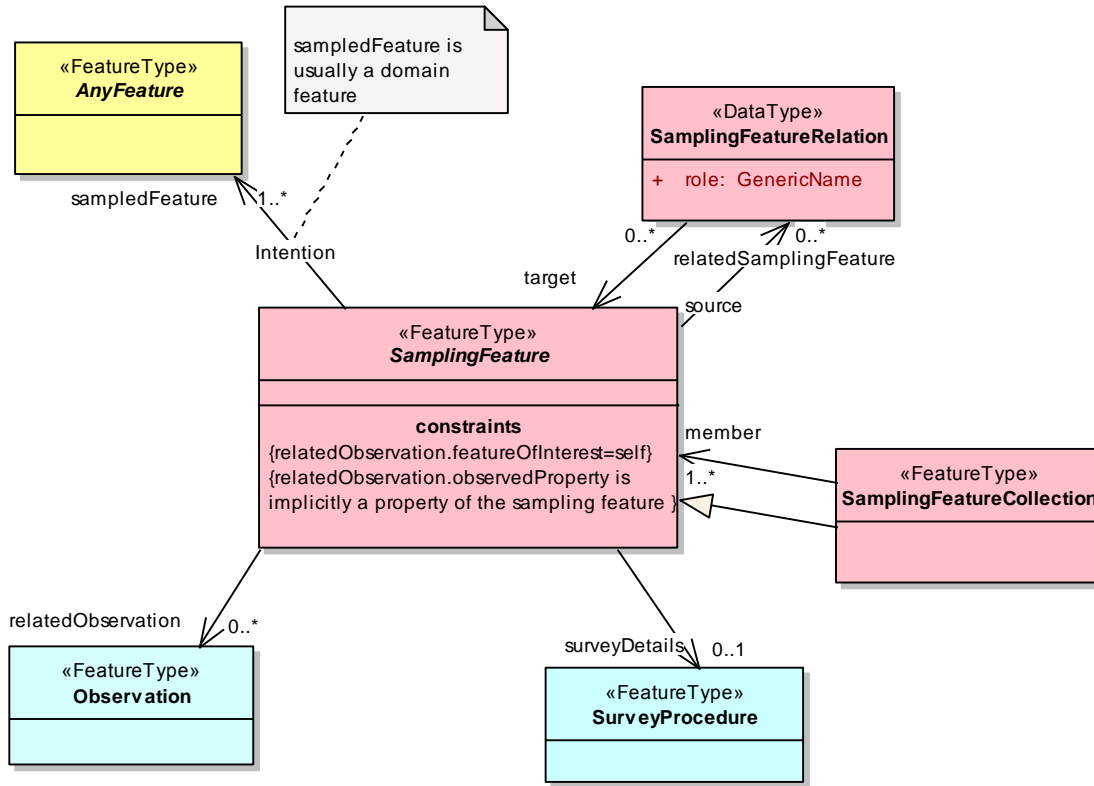 «FeatureType»
AnyFeature
sampledFeature is
usually a domain
feature
«DataType»
SamplingFeatureRelation
+ role: GenericName
sampledFeature
1..*
Intention
0..*
0..*
relatedSamplingFeature
target
source
«FeatureType»
SamplingFeature
constraints
{relatedObservation.featureOfInterest=self}
{relatedObservation.observedProperty is
implicitly a property of the sampling feature }
member
1..*
«FeatureType»
SamplingFeatureCollection
relatedObservation
0..*
«FeatureType»
Observation
surveyDetails
0..1
«FeatureType»
SurveyProcedure